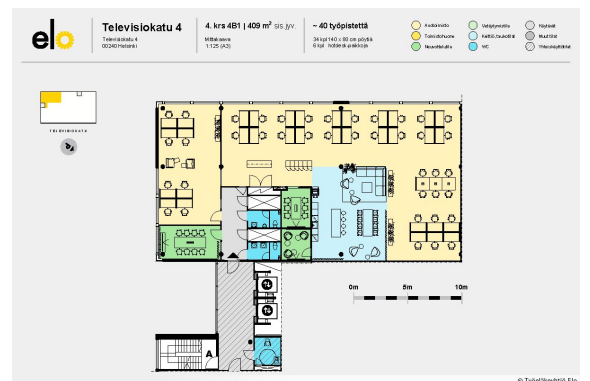 elo
Televisiokatu 4
Televisiokatu 4
00240 Helsinki
4. krs 4B1 | 409 m² sis.jyv.
Mittakaava
1:125 (A3)
~ 40 työpistettä
34 kpl 140 x 80 cm pöytiä
6 kpl hotdesk-paikkoja
Avotoimisto
Toimistohuone
Neuvottelutila
Vetäytymistila
Keittiö,taukotilat
WC
Käytävät
Muut tilat
Yhteiskäyttötilat
TELEVISIOKATU
0m 5m 10m
A
© Työeläkeyhtiö Elo